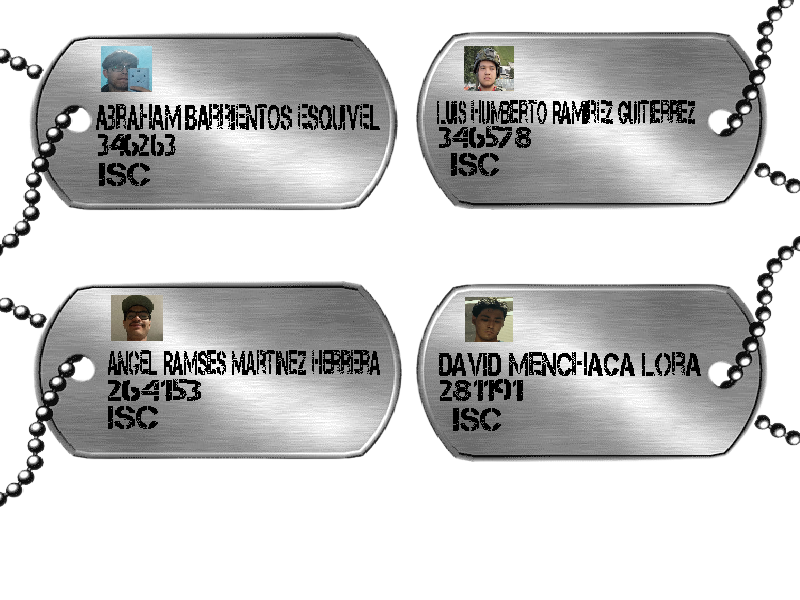 ABRAHAM BARRIENTOS ESQUIVEL
346263
ISC
LUIS HUMBERTO RAMIREZ GUITIERREZ
346578
ISC
ANGEL RAMSES MARTINEZ HERRERA
264153
ISC
DAVID MENCHACA LORA
281191
ISC